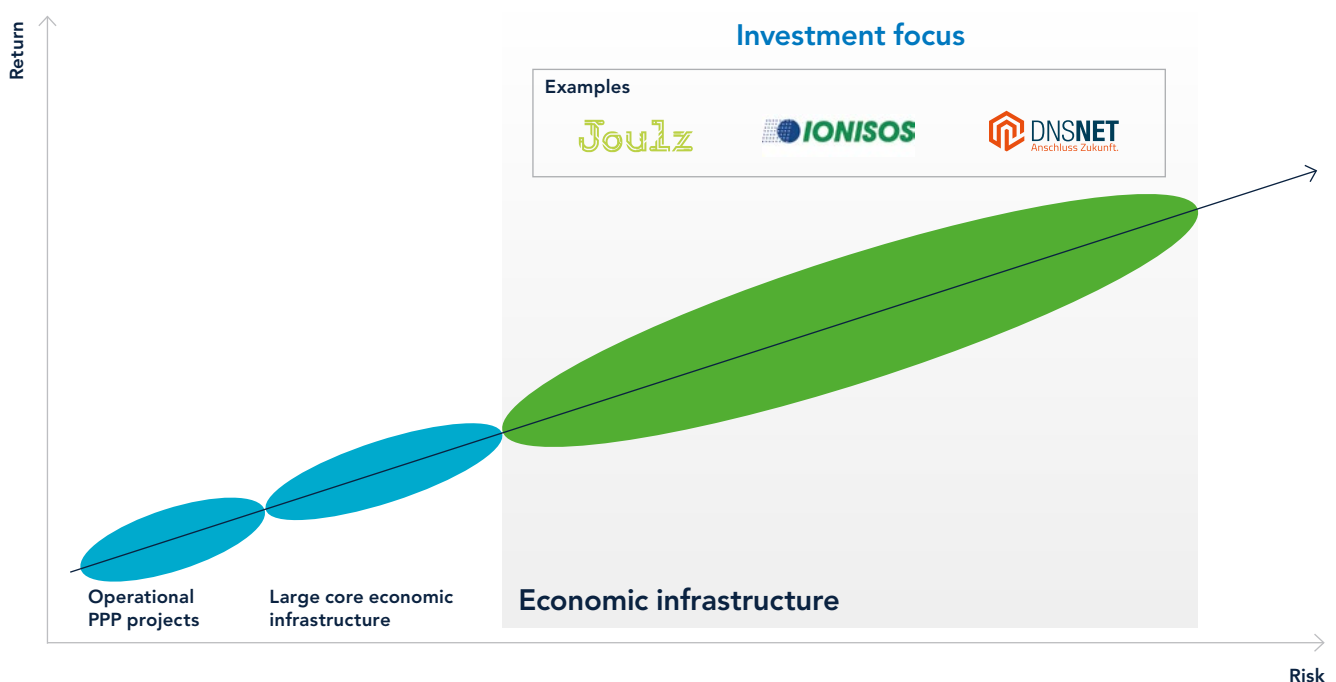 Return
Investment focus
Examples
Joulz
IONISOS
DNSNET
Anschluss Zukunft.
Operational
PPP projects
Large core economic
infrastructure
Economic infrastructure
Risk